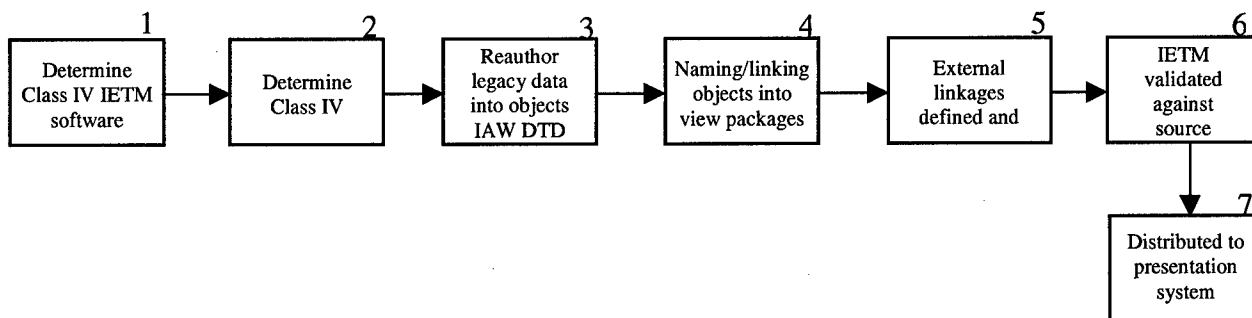 1
Determine
Class IV IETM
software
2
Determine
Class IV
3
Reauthor
legacy data
into objects
IAW DTD
4
Naming/linking
objects into
view packages
5
External
linkages
defined and
6
IETM
validated
against
source
7
Distributed to
presentation
system